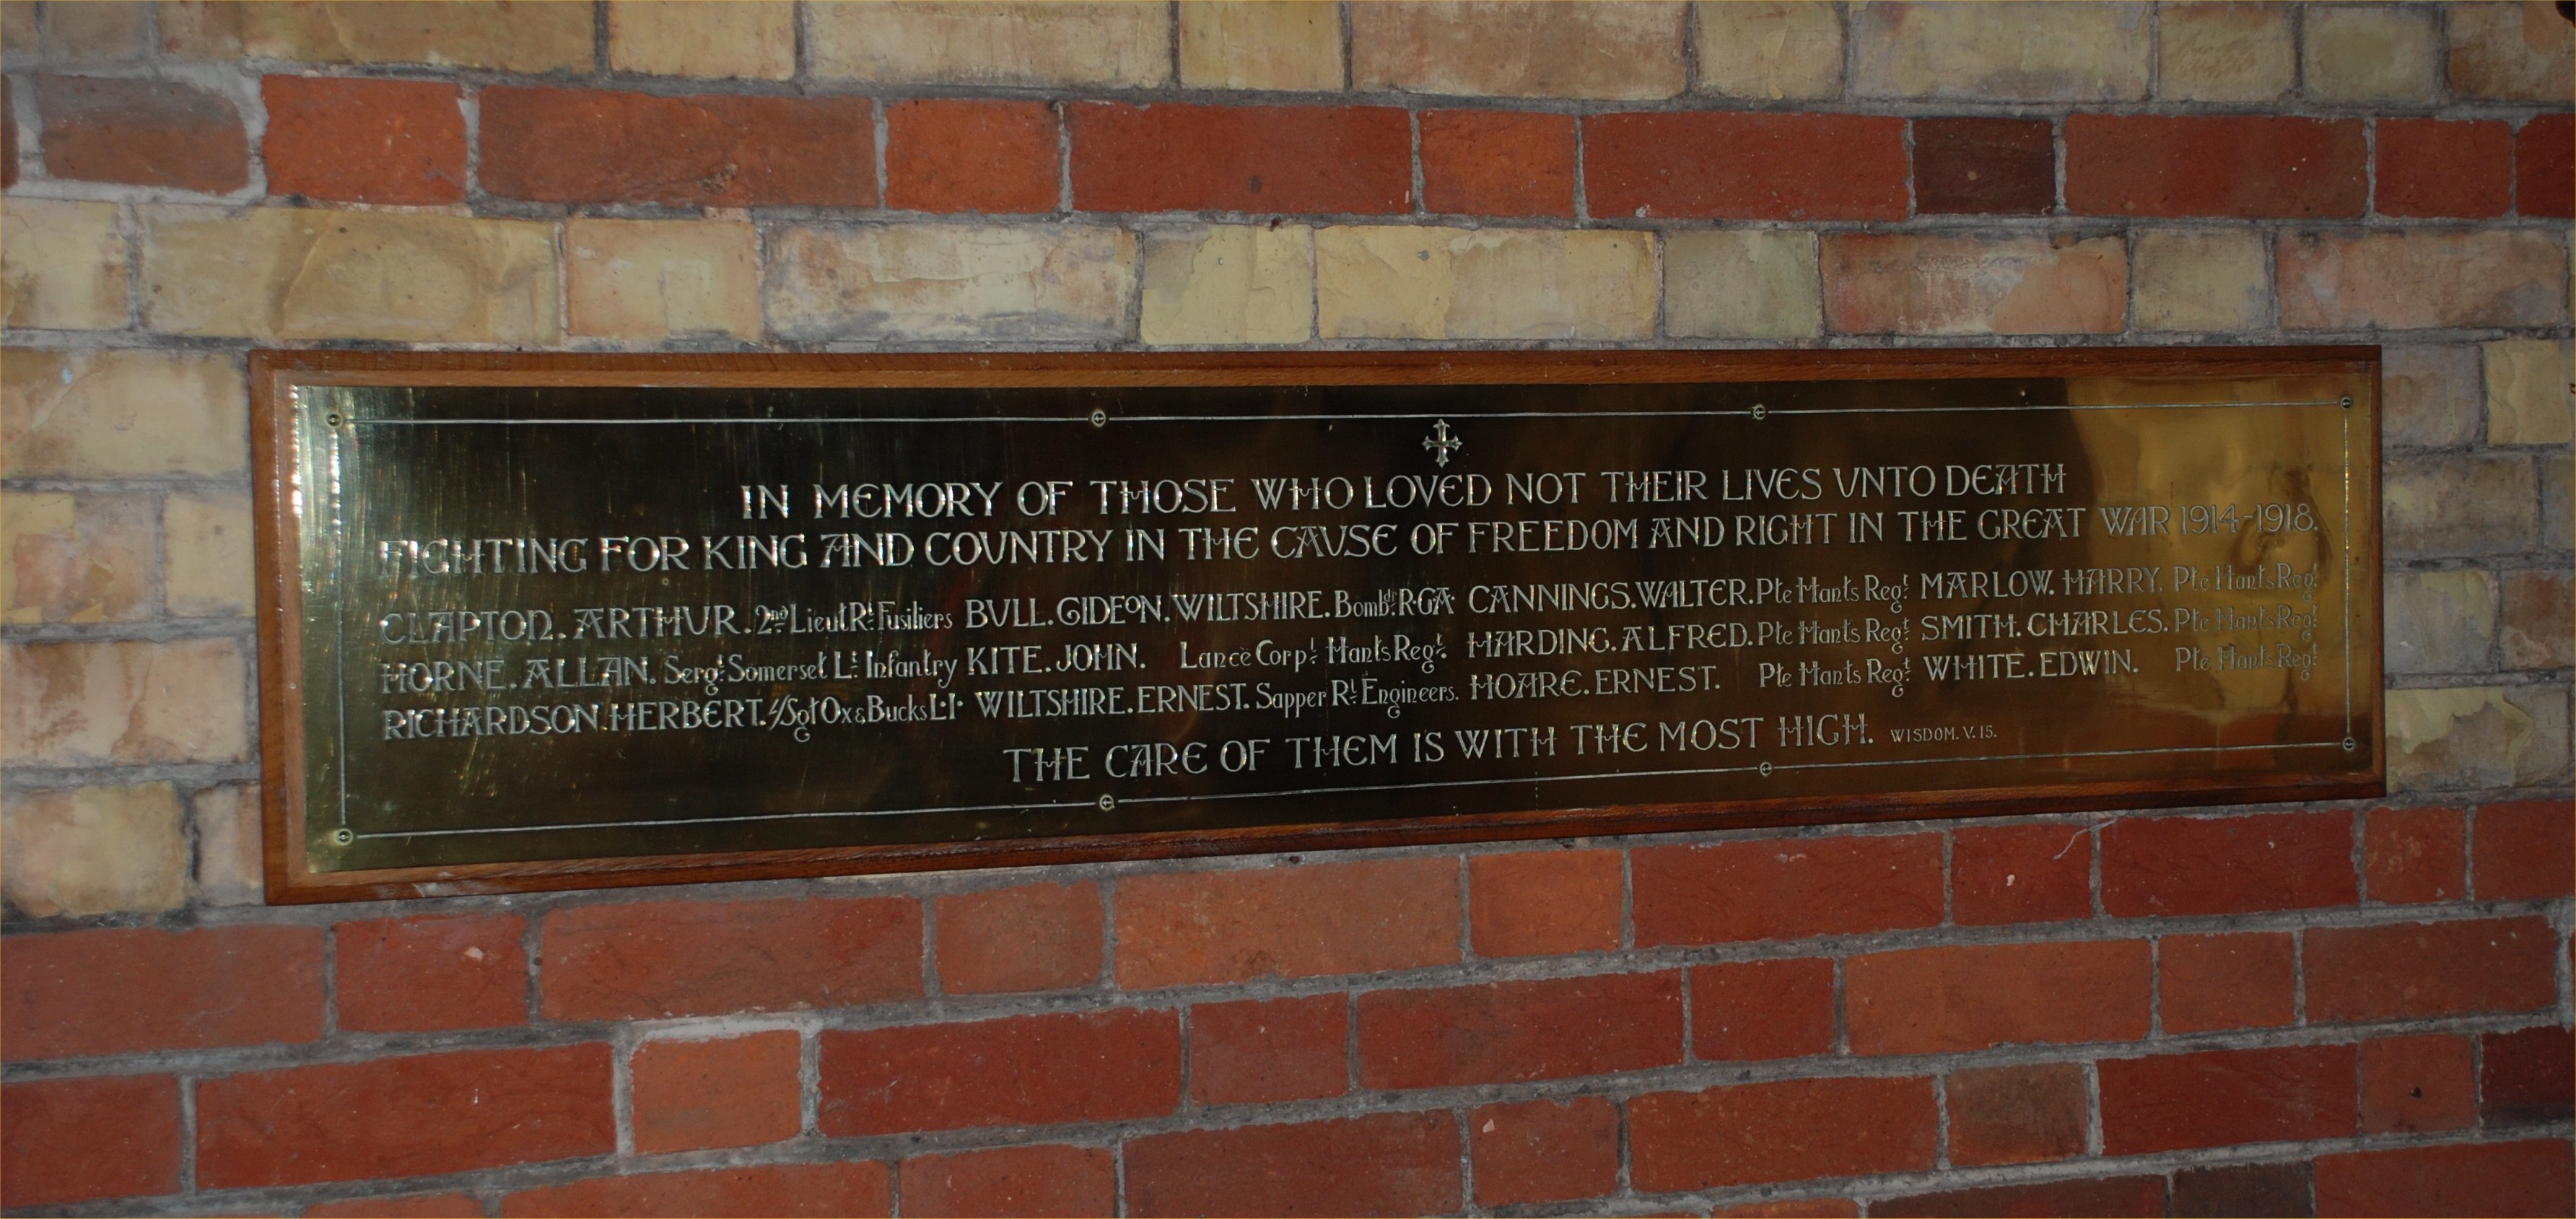 IN MEMORY OF THOSE WHO LOVED NOT THEIR LIVES VNTO DEATH
FIGHTING FOR KING AND COVNTRY IN THE CAVSE OF FREEDOM AND RIGHT IN THE GREAT WAR 1914-1918.
CLAPTON. ARTHVR. 2nd Lieut Rl Fusiliers BVLL. GIDEON. WILTSHIRE. Bombdr R.G.A. CANNINGS. WALTER. Pte Hants Regt MARLOW. HARRY. Pte Hants Regt
HORNE. ALLAN. Sergt Somerset Lt Infantry KITE. JOHN. Lance Corpl Hants Regt. HARDING. ALFRED. Pte Hants Regt SMITH. CHARLES. Pte Hants Regt
RICHARDSON. HERBERT. S/Sgt Ox & Bucks L.I. WILTSHIRE. ERNEST. Sapper Rl Engineers. HOARE. ERNEST. Pte Hants Regt WHITE. EDWIN. Pte Hants Regt
THE CARE OF THEM IS WITH THE MOST HIGH. WISDOM. V. 15.